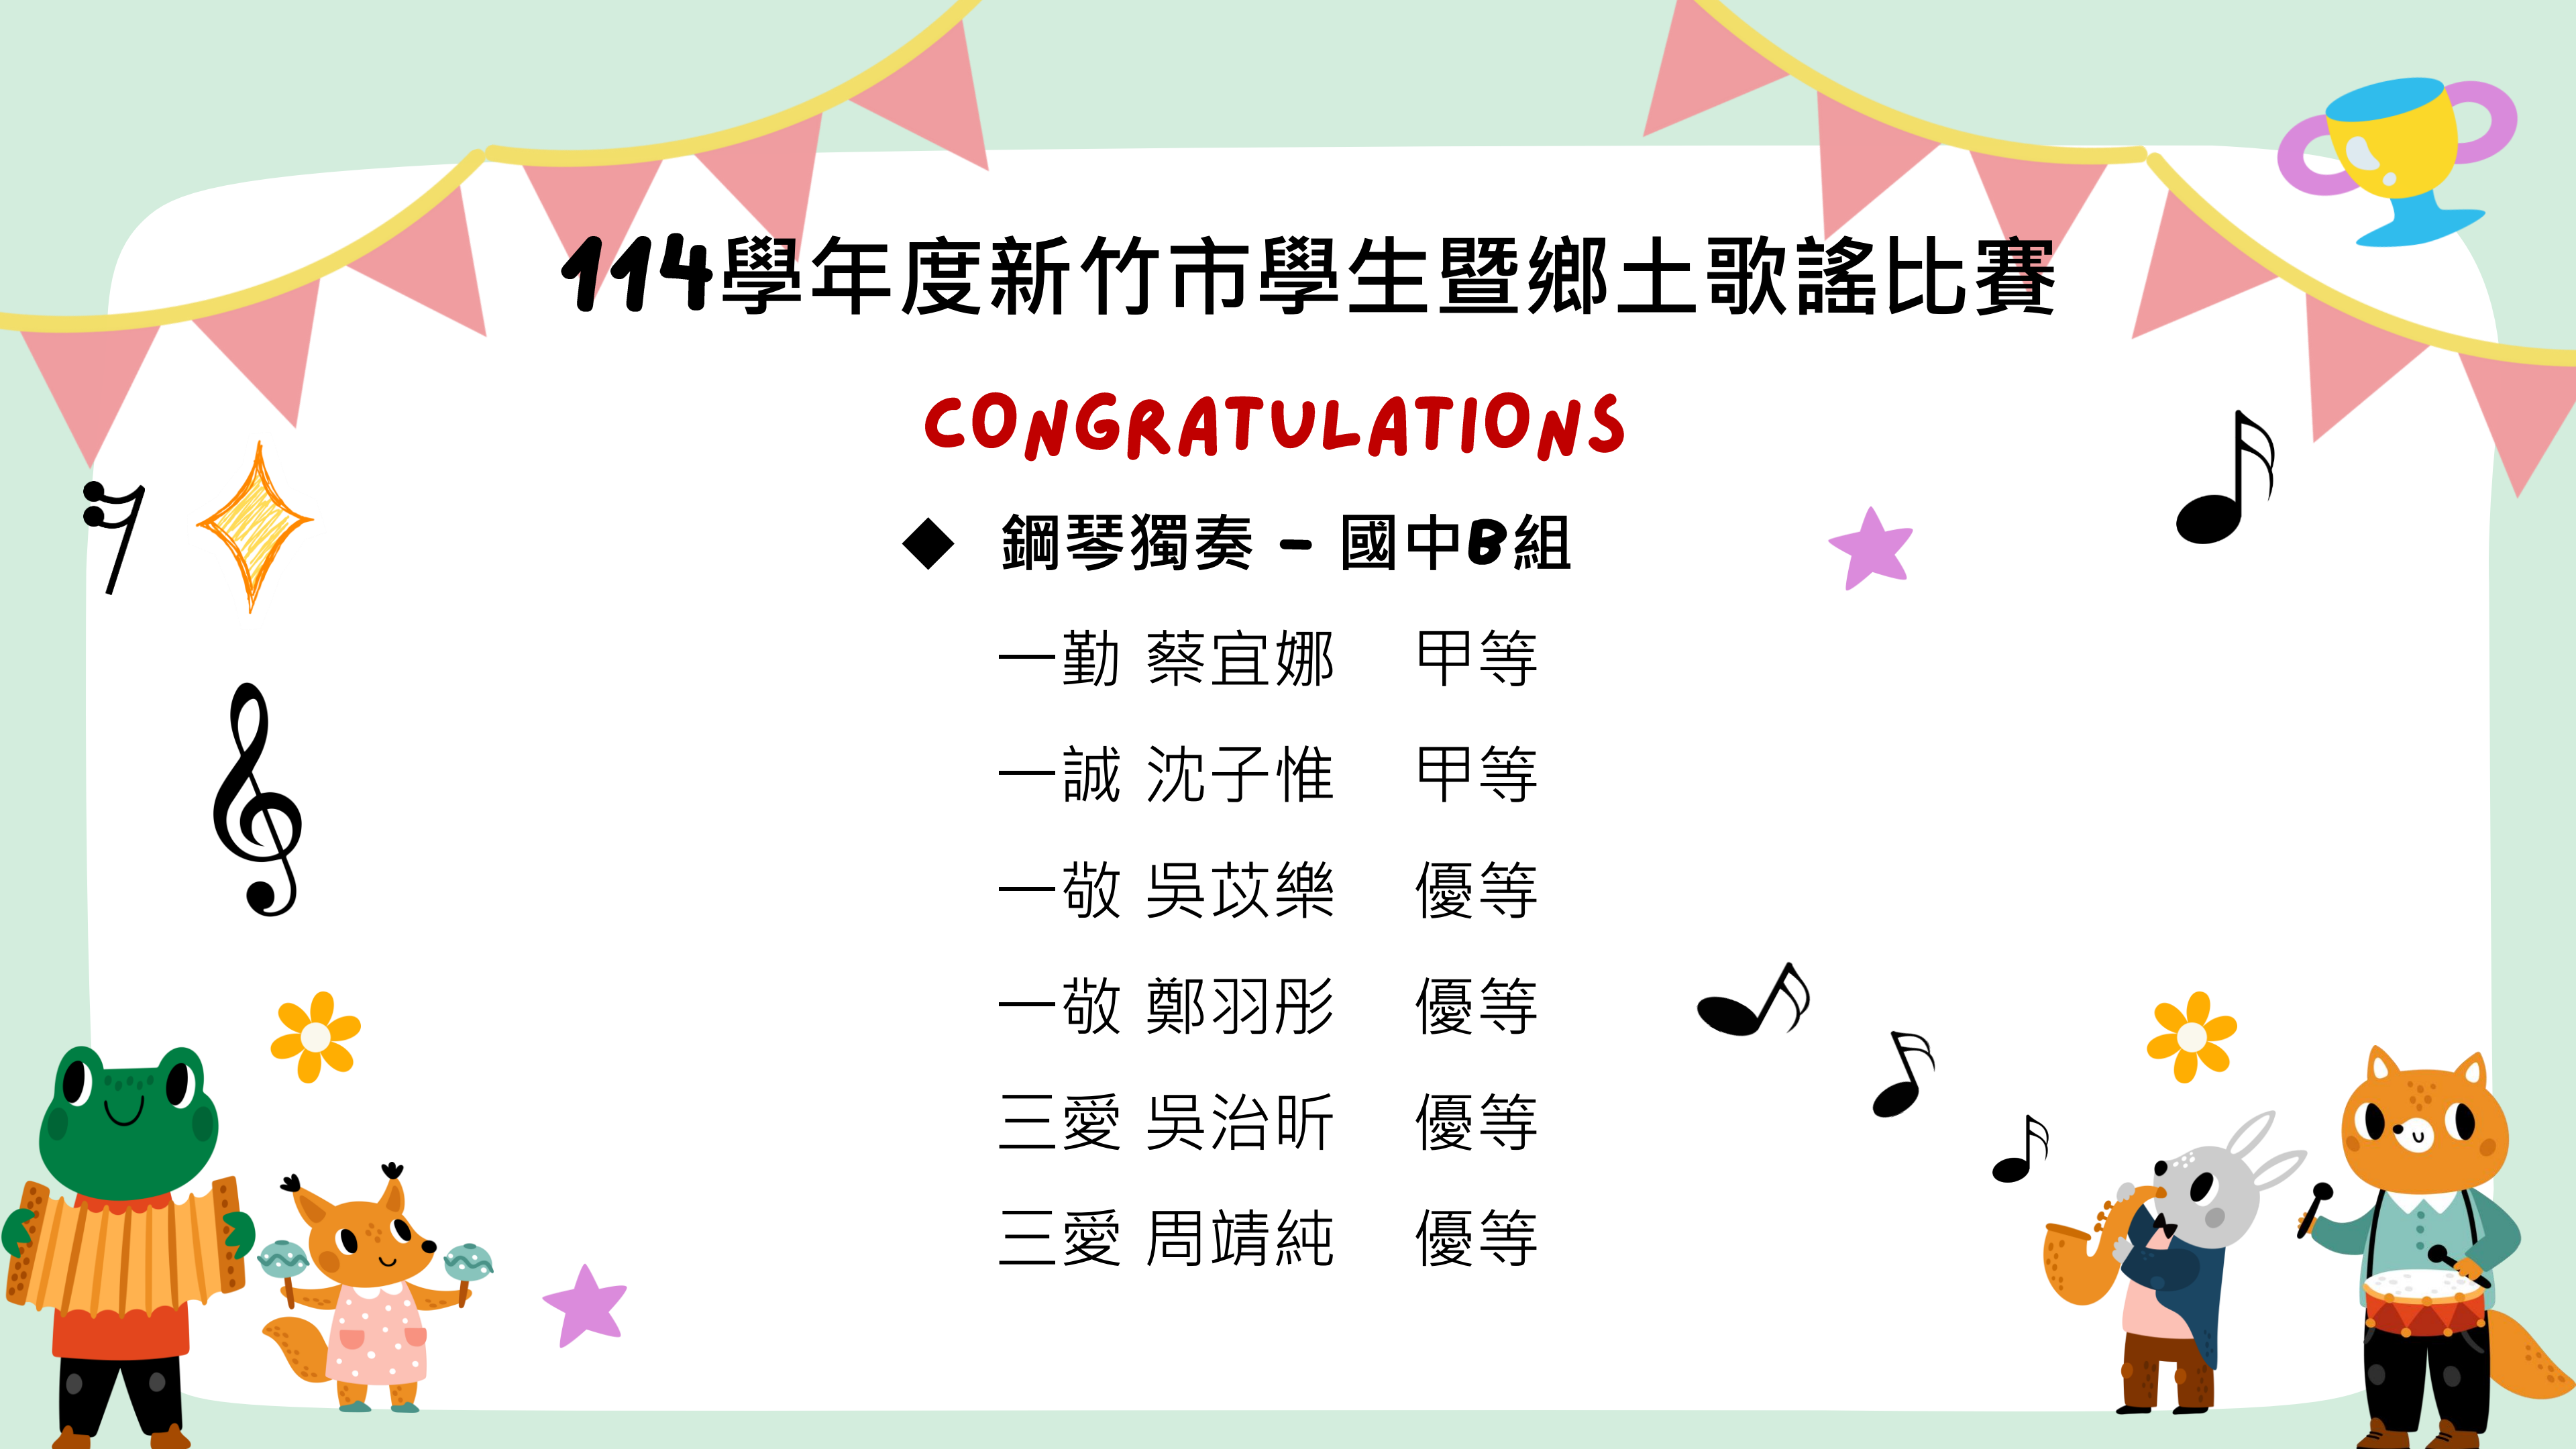 114學年度新竹市學生暨鄉土歌謠比賽
CONGRATULATIONS
◆ 鋼琴獨奏 - 國中B組
一勤 蔡宜娜 甲等
一誠 沈子惟 甲等
一敬 吳苡樂 優等
一敬 鄭羽彤 優等
三愛 吳治昕 優等
三愛 周靖純 優等